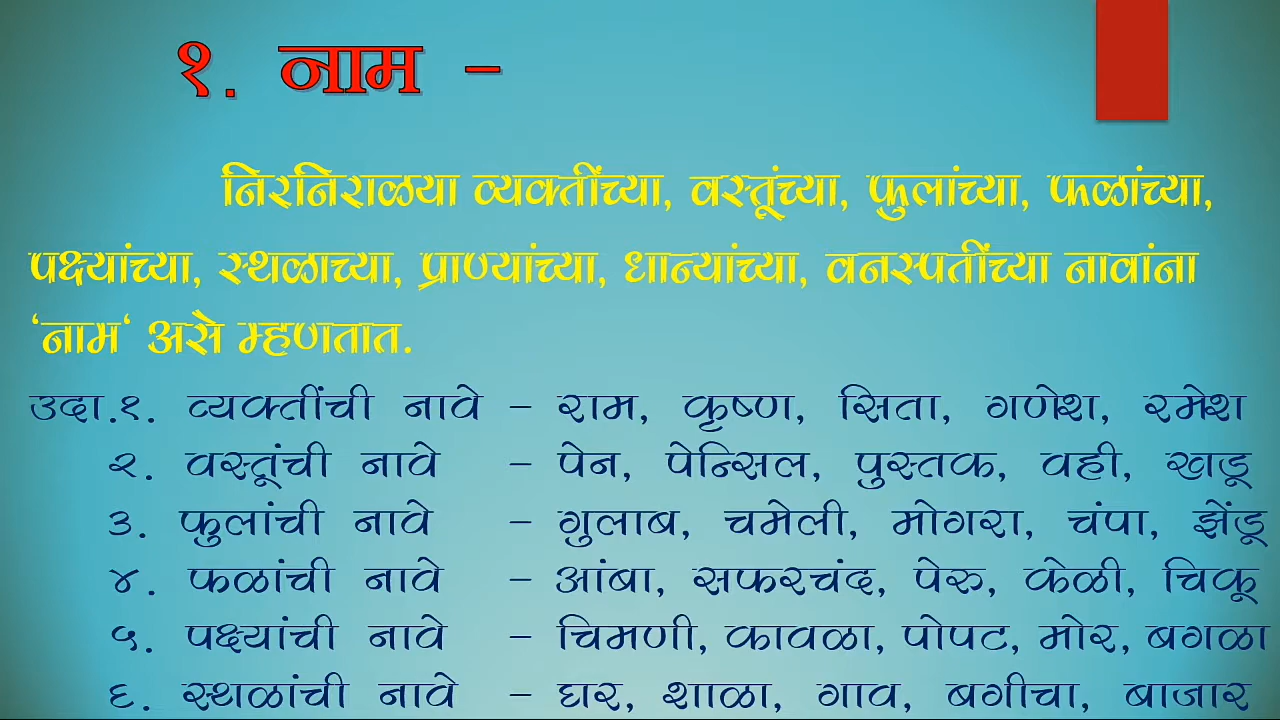 १. नाम -
निरनिराळया व्यक्तींच्या, वस्तूंच्या, फुलांच्या, फळांच्या,
पक्ष्यांच्या, स्थळाच्या, प्राण्यांच्या, धान्यांच्या, वनस्पतींच्या नावांना
‘नाम‘ असे म्हणतात.
उदा.१. व्यक्तींची नावे - राम, कृष्ण, सिता, गणेश, रमेश
२. वस्तूंची नावे - पेन, पेन्सिल, पुस्तक, वही, खडू
३. फुलांची नावे - गुलाब, चमेली, मोगरा, चंपा, झेंडू
४. फळांची नावे - आंबा, सफरचंद, पेरु, केळी, चिकू
५. पक्ष्यांची नावे - चिमणी, कावळा, पोपट, मोर, बगळा
६. स्थळांची नावे - घर, शाळा, गाव, बगीचा, बाजार